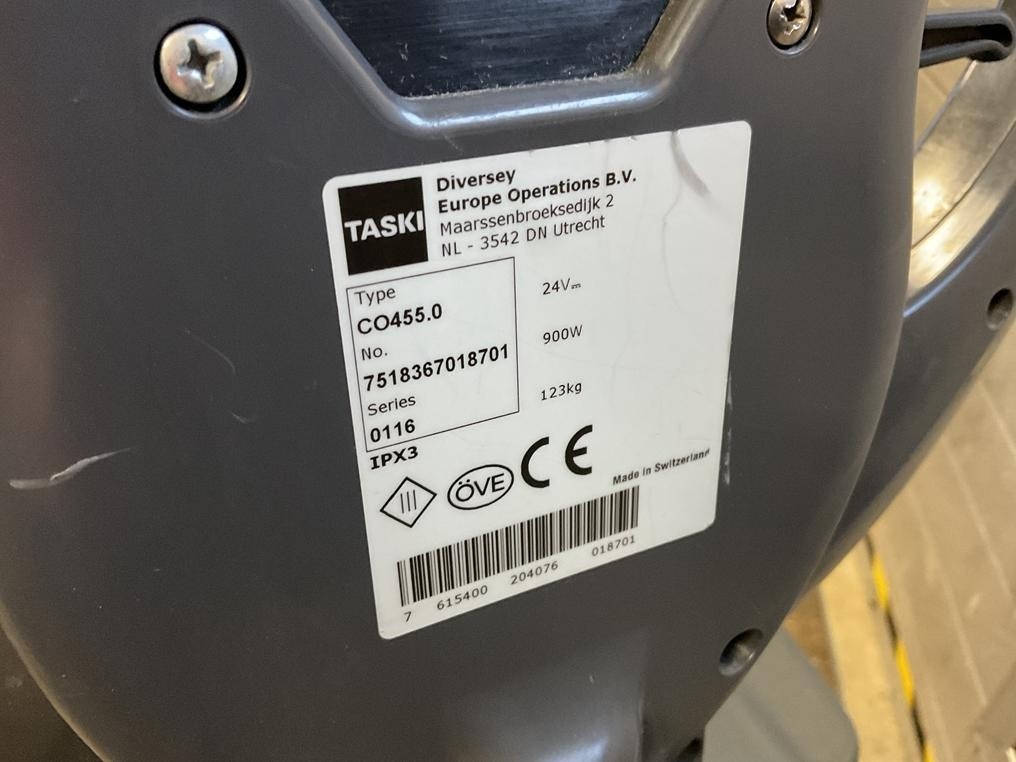 TASKI
Diversey
Europe Operations B.V.
Maarssenbroeksedijk 2
NL - 3542 DN Utrecht
Type
CO455.0
No.
7518367018701
Series
0116
24V⎓
900W
123kg
IPX3
ÖVE
CE
Made in Switzerland
7 615400 204076 018701